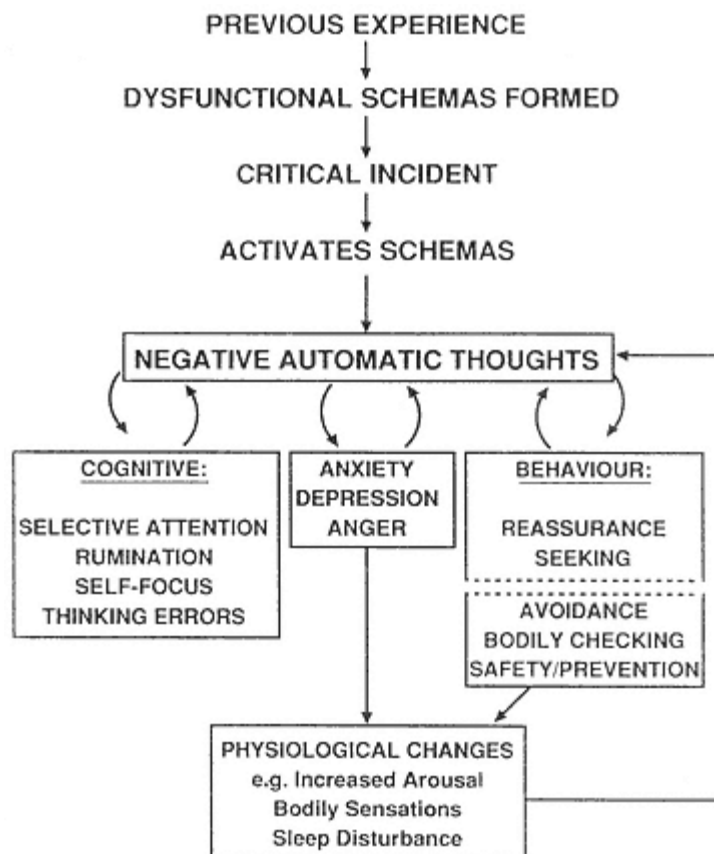 PREVIOUS EXPERIENCE
DYSFUNCTIONAL SCHEMAS FORMED
CRITICAL INCIDENT
ACTIVATES SCHEMAS
NEGATIVE AUTOMATIC THOUGHTS
COGNITIVE:
SELECTIVE ATTENTION
RUMINATION
SELF-FOCUS
THINKING ERRORS
ANXIETY
DEPRESSION
ANGER
BEHAVIOUR:
REASSURANCE
SEEKING
AVOIDANCE
BODILY CHECKING
SAFETY/PREVENTION
PHYSIOLOGICAL CHANGES
e.g. Increased Arousal
Bodily Sensations
Sleep Disturbance